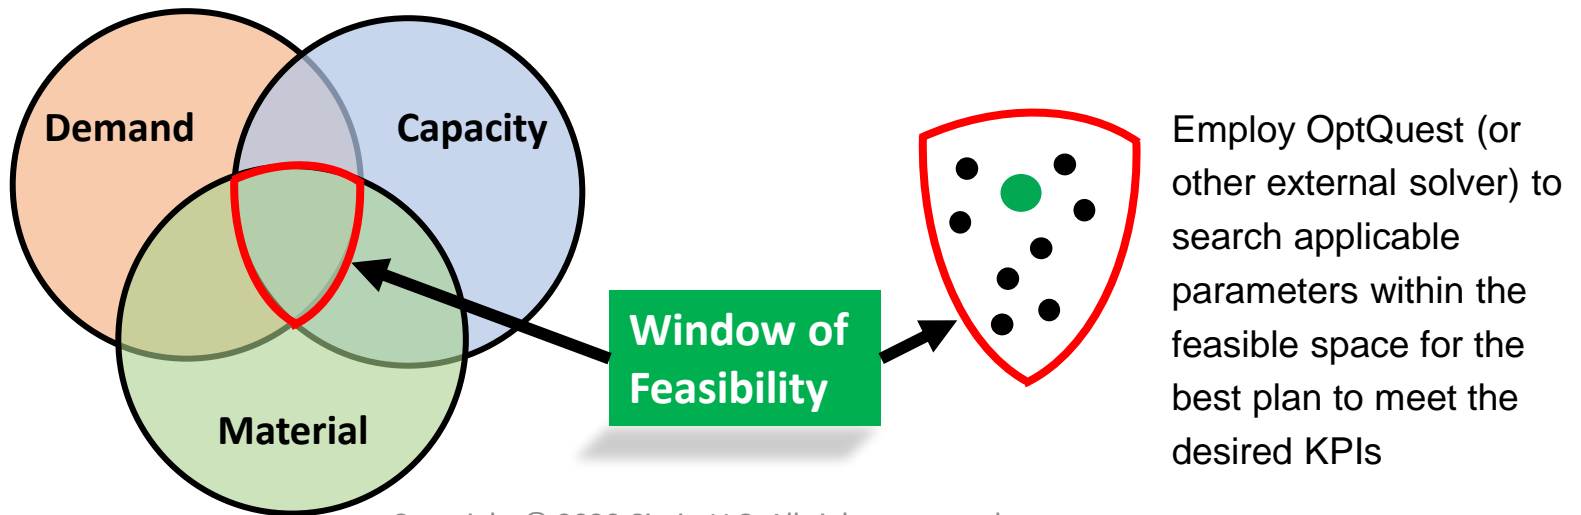 Demand
Capacity
Material
Window of
Feasibility
Employ OptQuest (or
other external solver) to
search applicable
parameters within the
feasible space for the
best plan to meet the
desired KPIs